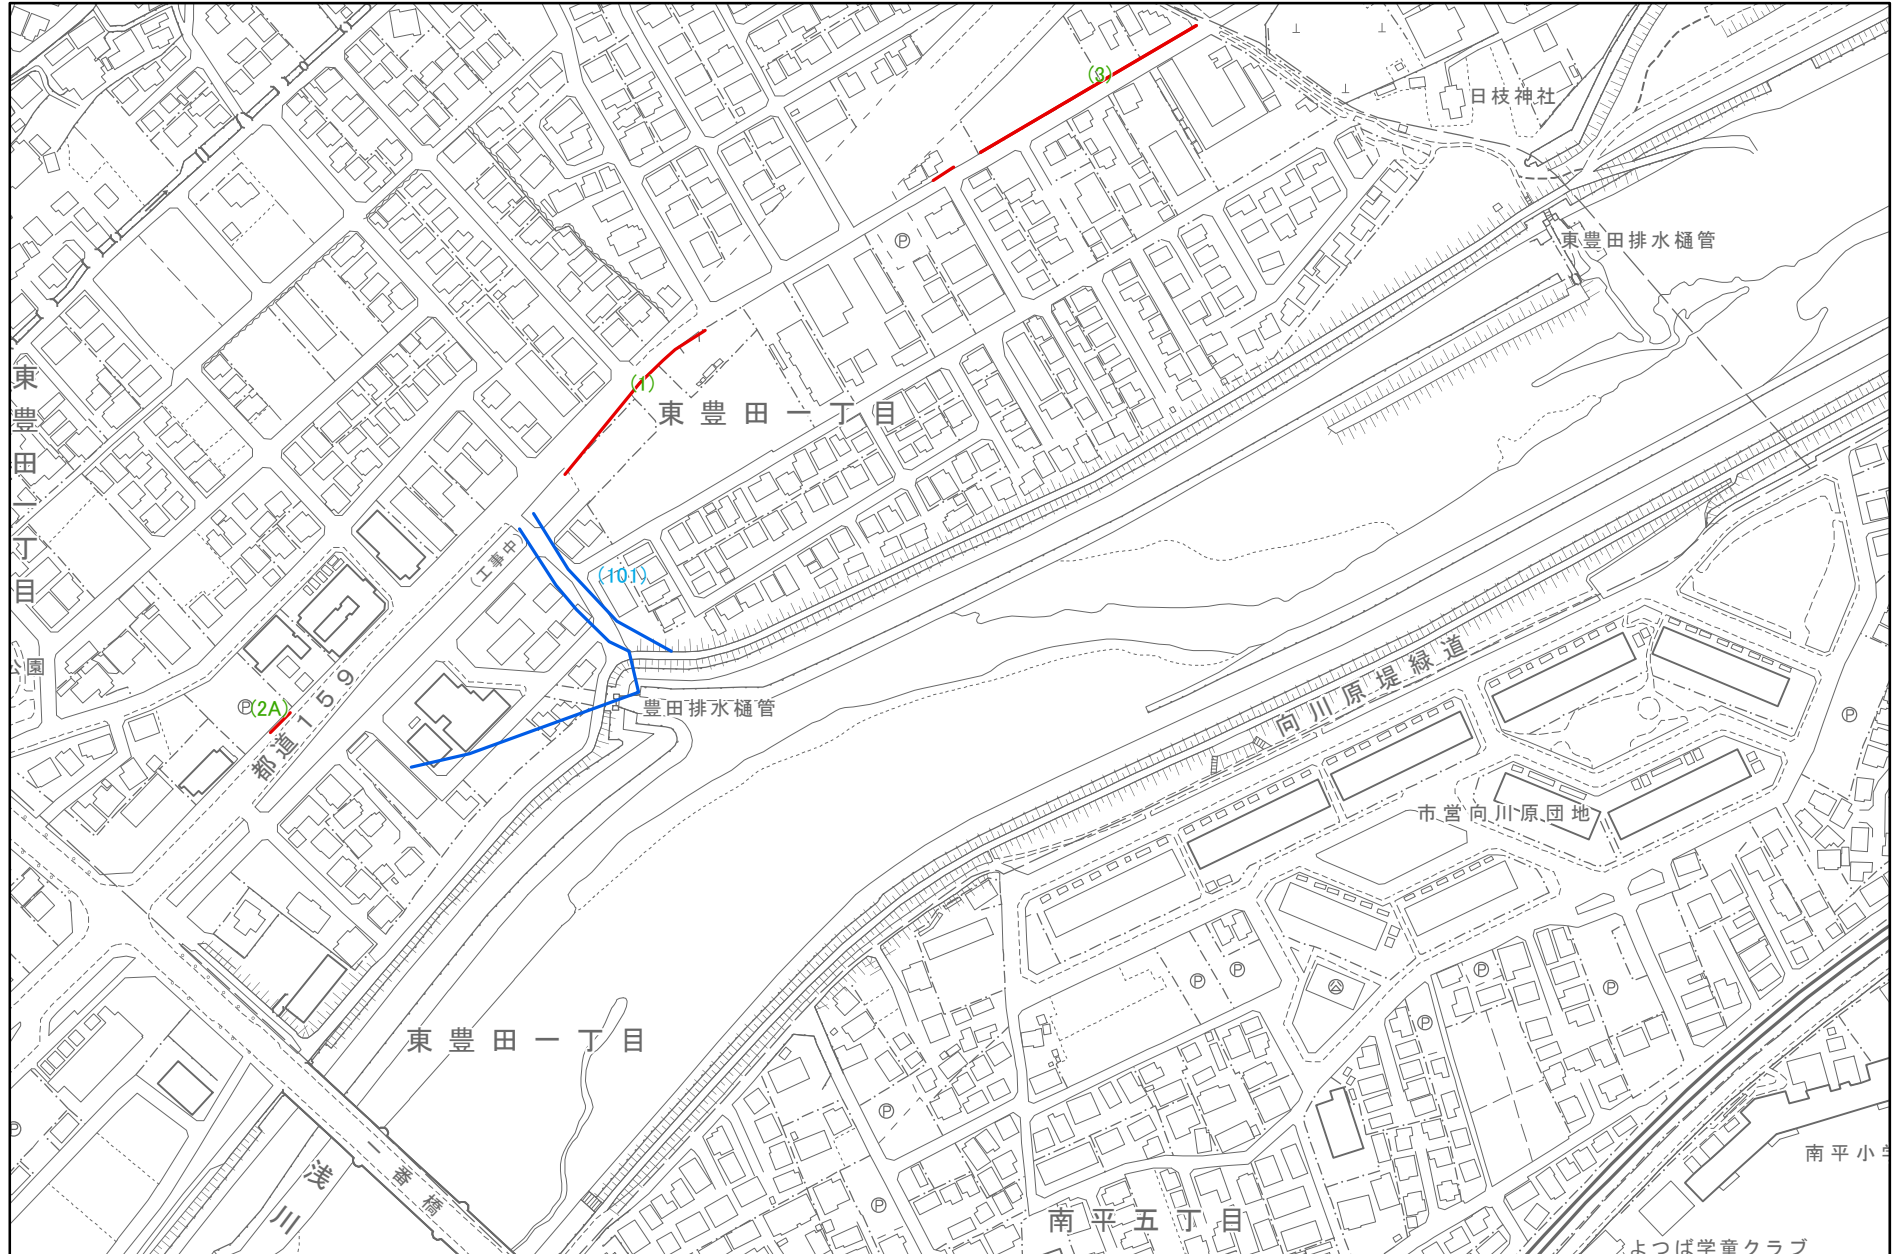 (3)
日枝神社
東豊田排水樋管
(1)
東豊田一丁目
東豊田一丁目
(工事中)
(101)
公園
(2A)
都道159
豊田排水樋管
向川原堤緑道
市営向川原団地
東豊田一丁目
一番橋
浅川
南平五丁目
南平小
よつば学童クラブ